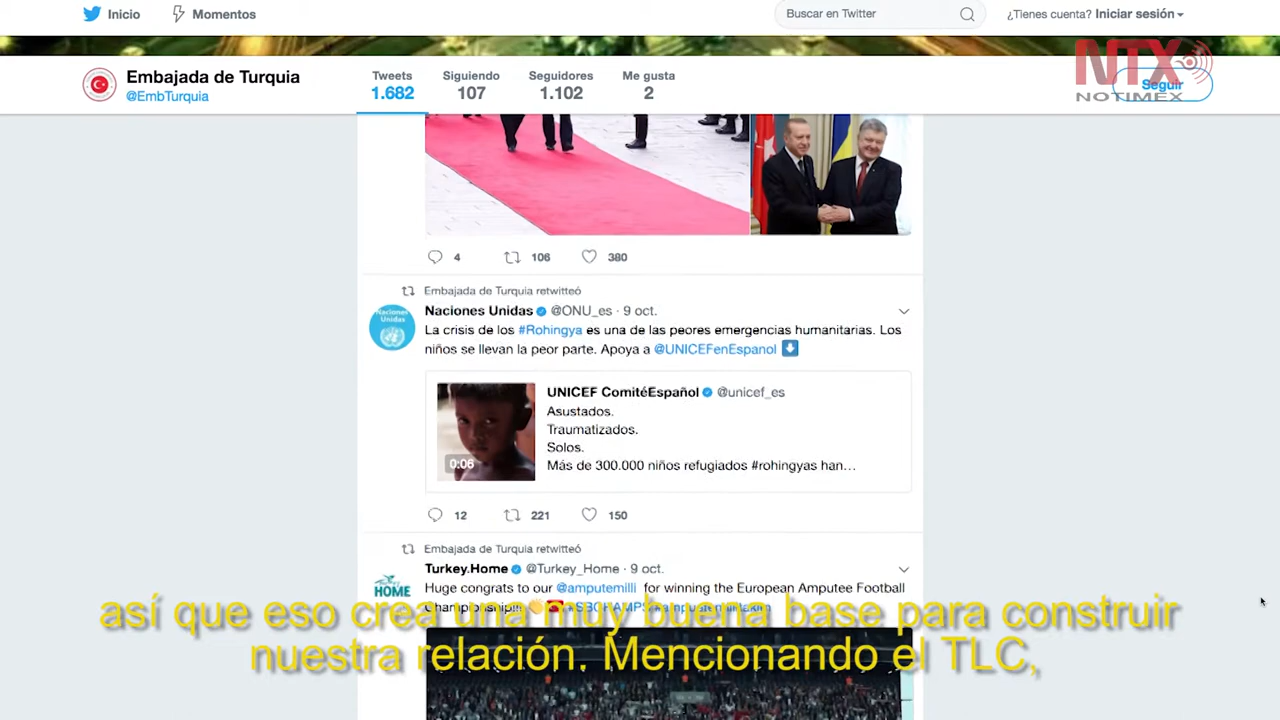 Inicio
Momentos
Buscar en Twitter
¿Tienes cuenta? Iniciar sesión
Embajada de Turquia
@EmbTurquia
Tweets
1.682
Siguiendo
107
Seguidores
1.102
Me gusta
2
Seguir
NTX
NOTIMEX
4
106
380
Embajada de Turquia retwitteó
Naciones Unidas @ONU_es · 9 oct.
La crisis de los #Rohingya es una de las peores emergencias humanitarias. Los
niños se llevan la peor parte. Apoya a @UNICEFenEspanol
Naciones
Unidas
UNICEF ComitéEspañol @unicef_es
Asustados.
Traumatizados.
Solos.
Más de 300.000 niños refugiados #rohingyas han…
0:06
12
221
150
Embajada de Turquia retwitteó
Turkey.Home @Turkey_Home · 9 oct.
HOME
Huge congrats to our @amputemilli for winning the European Amputee Football
así que eso crea una muy buena base para construir
nuestra relación. Mencionando el TLC,